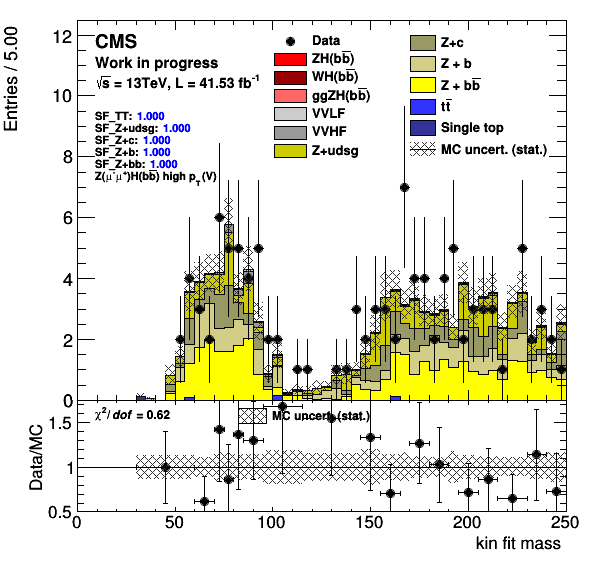 CMS
Work in progress
√s = 13TeV, L = 41.53 fb⁻¹
SF_TT: 1.000
SF_Z+udsg: 1.000
SF_Z+c: 1.000
SF_Z+b: 1.000
SF_Z+bb: 1.000
Z(μ⁻μ⁺)H(bb̅) high p_T(V)
Data
ZH(bb̅)
WH(bb̅)
ggZH(bb̅)
VVLF
VVHF
Z+udsg
Z+c
Z + b
Z + bb̅
tt̅
Single top
MC uncert. (stat.)
Entries / 5.00
12
10
8
6
4
2
0
χ²/ dof = 0.62
MC uncert. (stat.)
Data/MC
1.5
1
0.5
0 50 100 150 200 250
kin fit mass